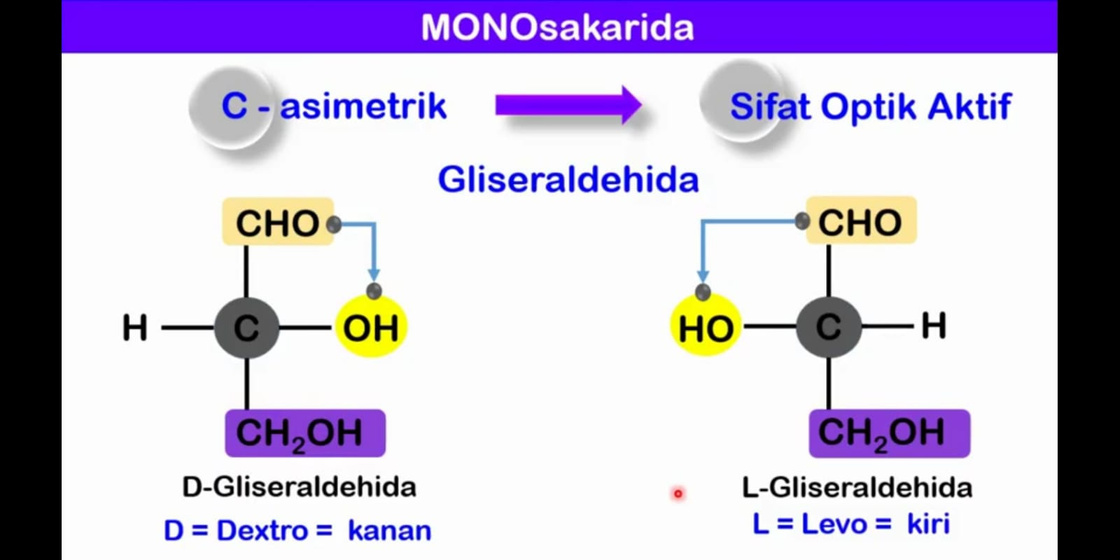 MONOsakarida
C - asimetrik
Sifat Optik Aktif
Gliseraldehida
CHO
H
C
OH
CH₂OH
D-Gliseraldehida
D = Dextro = kanan
CHO
HO
C
H
CH₂OH
L-Gliseraldehida
L = Levo = kiri